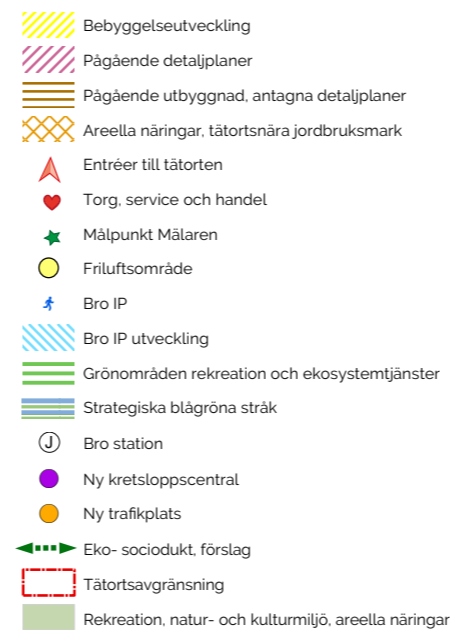 Bebyggelseutveckling
Pågående detaljplaner
Pågående utbyggnad, antagna detaljplaner
Areella näringar, tätortsnära jordbruksmark
Entréer till tätorten
Torg, service och handel
Målpunkt Mälaren
Friluftsområde
Bro IP
Bro IP utveckling
Grönområden rekreation och ekosystemtjänster
Strategiska blågröna stråk
J Bro station
Ny kretsloppscentral
Ny trafikplats
Eko- sociodukt, förslag
Tätortsavgränsning
Rekreation, natur- och kulturmiljö, areella näringar